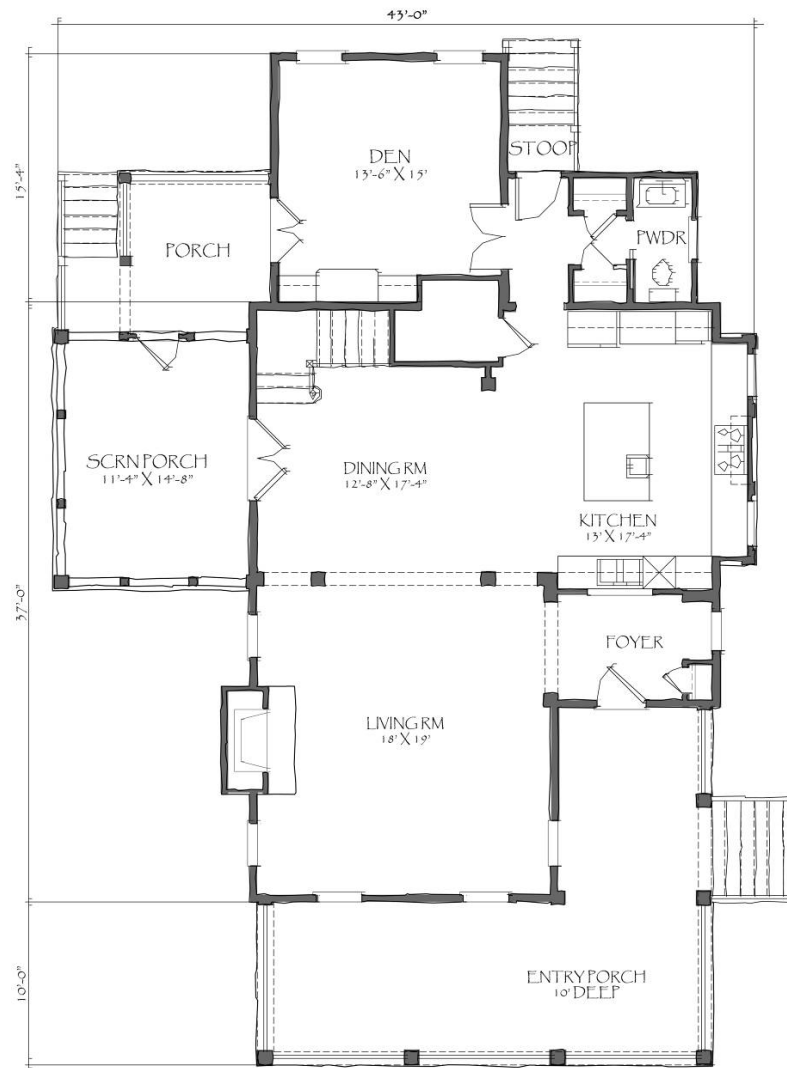 43'-0"
15'-4"
DEN
13'-6" X 15'
STOOP
PORCH
PWDR
SCRN PORCH
11'-4" X 14'-8"
DINING RM
12'-8" X 17'-4"
KITCHEN
13' X 17'-4"
37'-0"
FOYER
LIVING RM
18' X 19'
10'-0"
ENTRY PORCH
10' DEEP